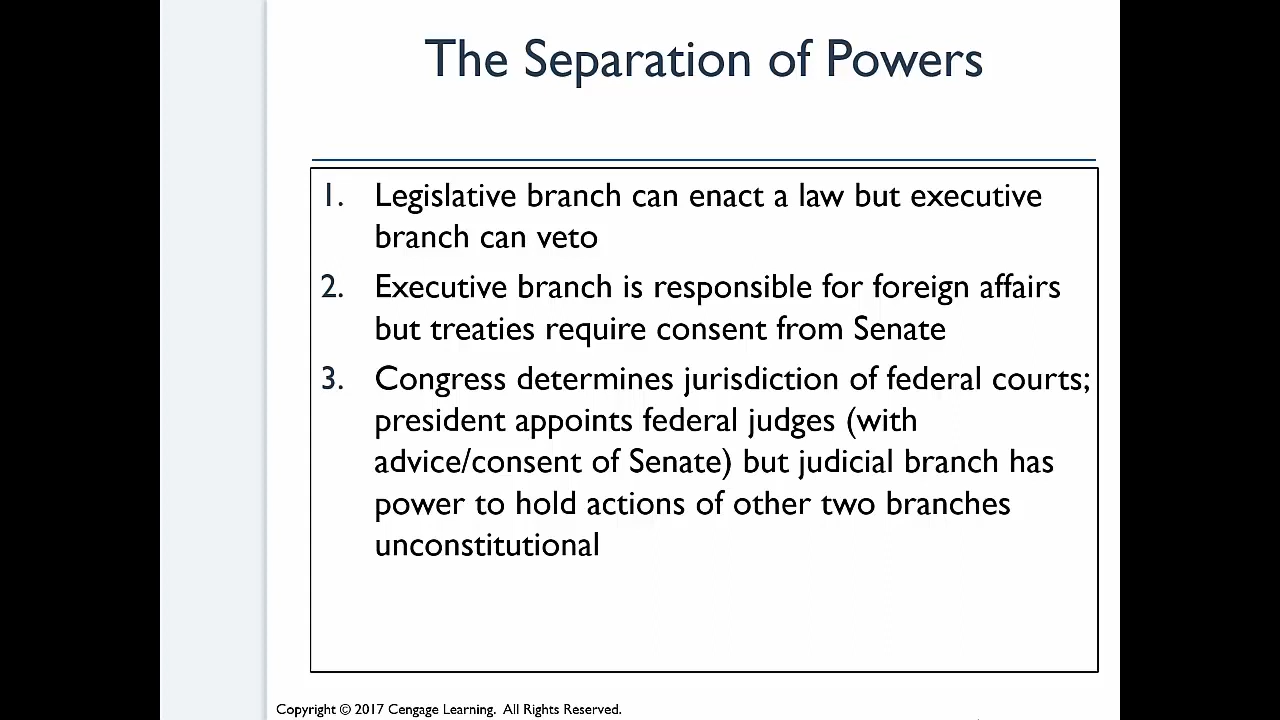 The Separation of Powers
1. Legislative branch can enact a law but executive
branch can veto
2. Executive branch is responsible for foreign affairs
but treaties require consent from Senate
3. Congress determines jurisdiction of federal courts;
president appoints federal judges (with
advice/consent of Senate) but judicial branch has
power to hold actions of other two branches
unconstitutional
Copyright © 2017 Cengage Learning. All Rights Reserved.